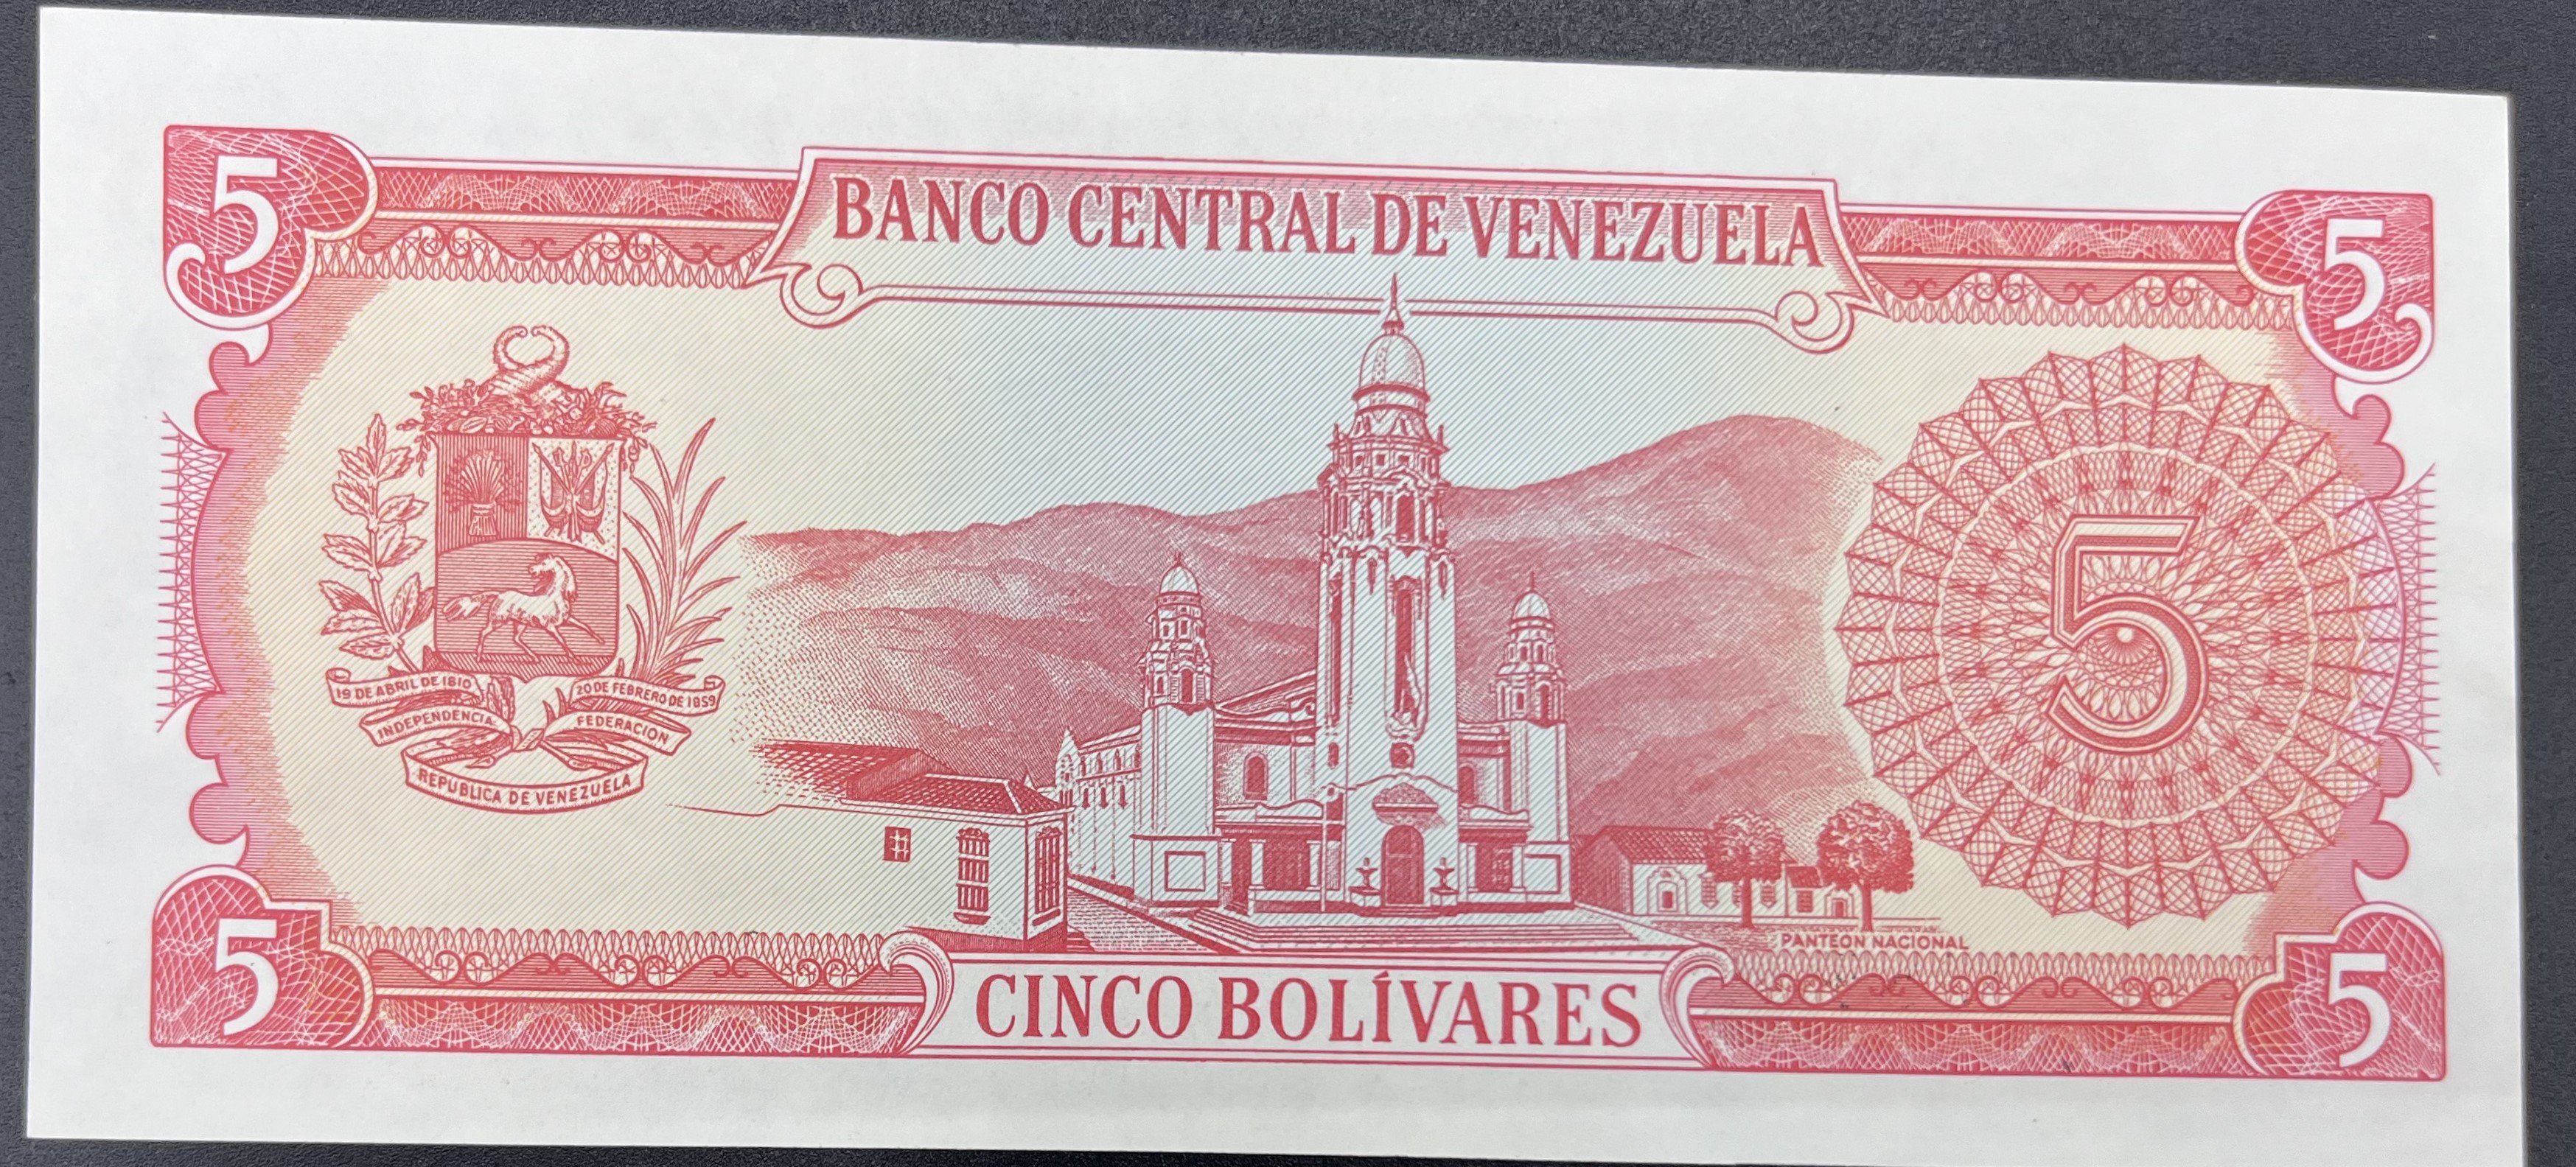 5
BANCO CENTRAL DE VENEZUELA
5
19 DE ABRIL DE 1810
20 DE FEBRERO DE 1859
INDEPENDENCIA
FEDERACION
REPUBLICA DE VENEZUELA
5
PANTEON NACIONAL
5
CINCO BOLÍVARES
5